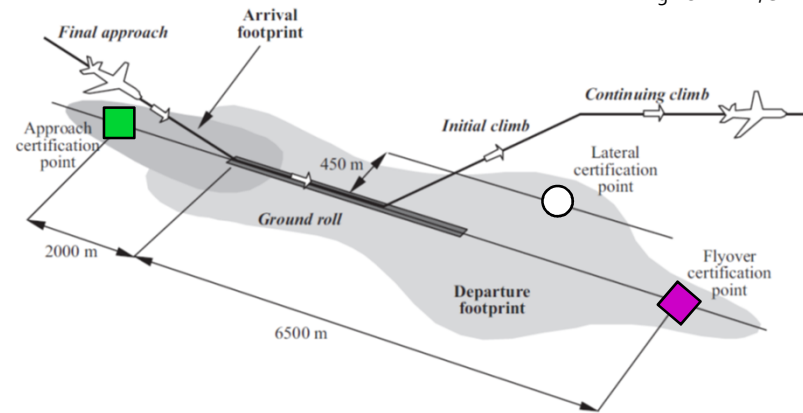 Final approach
Arrival
footprint
Continuing climb
Initial climb
Approach
certification
point
450 m
Lateral
certification
point
Ground roll
2000 m
Flyover
certification
point
Departure
footprint
6500 m